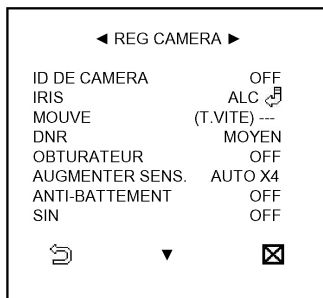 ◄ REG CAMERA ►
ID DE CAMERA OFF
IRIS ALC
MOUVE (T.VITE) ---
DNR MOYEN
OBTURATEUR OFF
AUGMENTER SENS. AUTO X4
ANTI-BATTEMENT OFF
SIN OFF